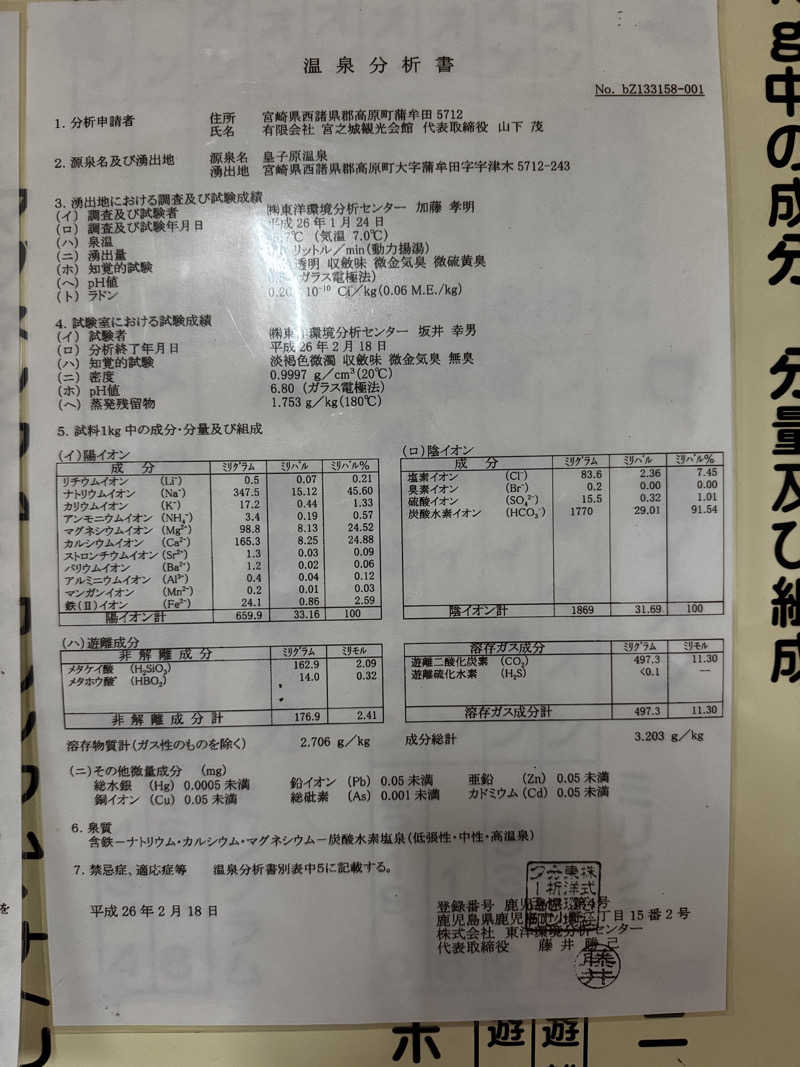 温泉分析書
No. bZ133158-001
1. 分析申請者 住所 宮崎県西諸県郡高原町蒲牟田 5712
氏名 有限会社 宮之城観光会館 代表取締役 山下 茂
2. 源泉名及び湧出地 源泉名 皇子原温泉
湧出地 宮崎県西諸県郡高原町大字蒲牟田字宇津木 5712-243
3. 湧出地における調査及び試験成績
(イ) 調査及び試験者 ㈱東洋環境分析センター 加藤 孝明
(ロ) 調査及び試験年月日 平成 26 年 1 月 24 日
(ハ) 泉温 ℃ (気温 7.0℃)
(ニ) 湧出量 リットル/min(動力揚湯)
(ホ) 知覚的試験 透明 収斂味 微金気臭 微硫黄臭
(ヘ) pH値 ガラス電極法)
(ト) ラドン 10⁻¹⁰ Ci/kg(0.06 M.E./kg)
4. 試験室における試験成績
(イ) 試験者 ㈱東洋環境分析センター 坂井 幸男
(ロ) 分析終了年月日 平成 26 年 2 月 18 日
(ハ) 知覚的試験 淡褐色微濁 収斂味 微金気臭 無臭
(ニ) 密度 0.9997 g/cm³(20℃)
(ホ) pH値 6.80 (ガラス電極法)
(ヘ) 蒸発残留物 1.753 g/kg(180℃)
5. 試料1kg 中の成分・分量及び組成
(イ) 陽イオン
成 分 ミリグラム ミリバル ミリバル%
リチウムイオン (Li⁺) 0.5 0.07 0.21
ナトリウムイオン (Na⁺) 347.5 15.12 45.60
カリウムイオン (K⁺) 17.2 0.44 1.33
アンモニウムイオン (NH₄⁺) 3.4 0.19 0.57
マグネシウムイオン (Mg²⁺) 98.8 8.13 24.52
カルシウムイオン (Ca²⁺) 165.3 8.25 24.88
ストロンチウムイオン (Sr²⁺) 1.3 0.03 0.09
バリウムイオン (Ba²⁺) 1.2 0.02 0.06
アルミニウムイオン (Al³⁺) 0.4 0.04 0.12
マンガンイオン (Mn²⁺) 0.2 0.01 0.03
鉄(Ⅱ)イオン (Fe²⁺) 24.1 0.86 2.59
陽イオン計 659.9 33.16 100
(ロ) 陰イオン
成 分 ミリグラム ミリバル ミリバル%
塩素イオン (Cl⁻) 83.6 2.36 7.45
臭素イオン (Br⁻) 0.2 0.00 0.00
硫酸イオン (SO₄²⁻) 15.5 0.32 1.01
炭酸水素イオン (HCO₃⁻) 1770 29.01 91.54
陰イオン計 1869 31.69 100
(ハ) 遊離成分
非解離成分 ミリグラム ミリモル
メタケイ酸 (H₂SiO₃) 162.9 2.09
メタホウ酸 (HBO₂) 14.0 0.32
非解離成分計 176.9 2.41
溶存ガス成分 ミリグラム ミリモル
遊離二酸化炭素 (CO₂) 497.3 11.30
遊離硫化水素 (H₂S) <0.1 —
溶存ガス成分計 497.3 11.30
溶存物質計(ガス性のものを除く) 2.706 g/kg 成分総計 3.203 g/kg
(ニ)その他微量成分 (mg)
総水銀 (Hg) 0.0005 未満 鉛イオン (Pb) 0.05 未満 亜鉛 (Zn) 0.05 未満
銅イオン (Cu) 0.05 未満 総砒素 (As) 0.001 未満 カドミウム (Cd) 0.05 未満
6. 泉質
含鉄－ナトリウム・カルシウム・マグネシウム－炭酸水素塩泉(低張性・中性・高温泉)
7. 禁忌症、適応症等 温泉分析書別表中5に記載する。
平成 26 年 2 月 18 日
登録番号 鹿児島県 第4号
鹿児島県鹿児島市 丁目 15 番 2 号
株式会社 東洋環境分析センター
代表取締役 藤井 勝己
藤井
g中の成分 分量及び組成
ホ
遊
遊
ニ
を